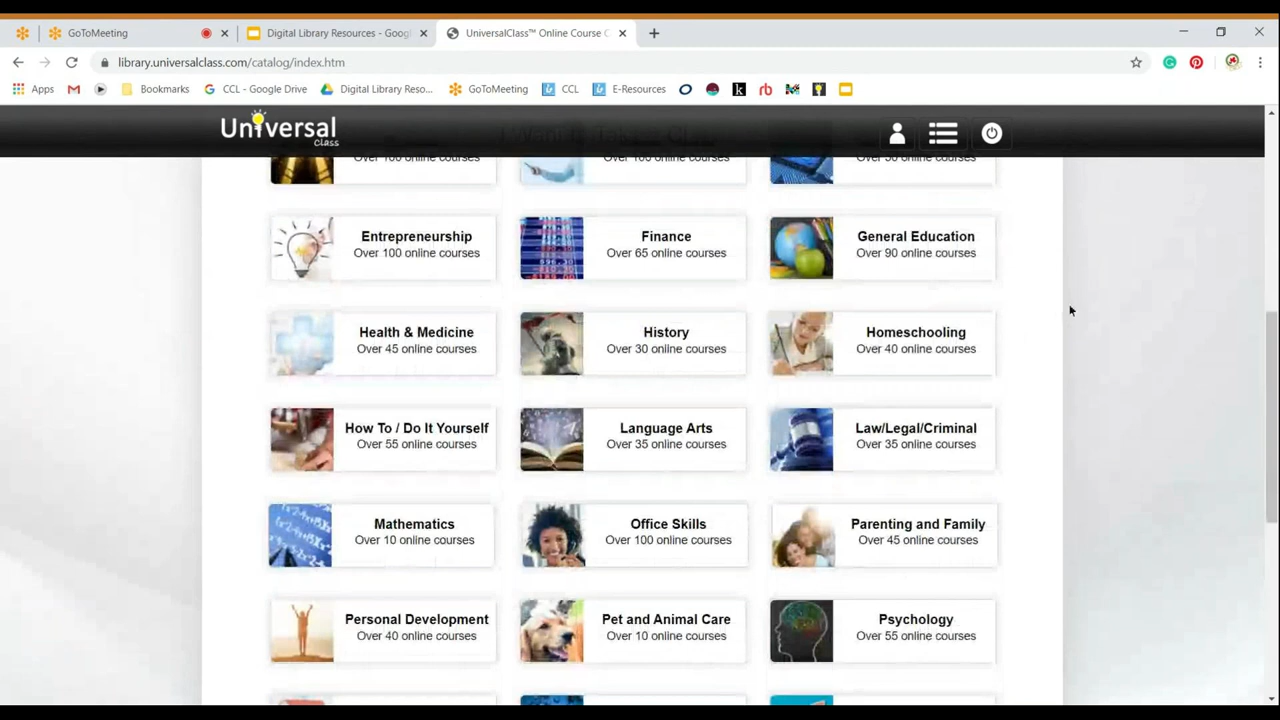 GoToMeeting
Digital Library Resources - Goog
UniversalClass™ Online Course C
library.universalclass.com/catalog/index.htm
Apps
Bookmarks
CCL - Google Drive
Digital Library Reso...
GoToMeeting
CCL
E-Resources
Universal
Class
Over 100 online courses
Over 100 online courses
Over 50 online courses
Entrepreneurship
Over 100 online courses
Finance
Over 65 online courses
General Education
Over 90 online courses
Health & Medicine
Over 45 online courses
History
Over 30 online courses
Homeschooling
Over 40 online courses
How To / Do It Yourself
Over 55 online courses
Language Arts
Over 35 online courses
Law/Legal/Criminal
Over 35 online courses
Mathematics
Over 10 online courses
Office Skills
Over 100 online courses
Parenting and Family
Over 45 online courses
Personal Development
Over 40 online courses
Pet and Animal Care
Over 10 online courses
Psychology
Over 55 online courses